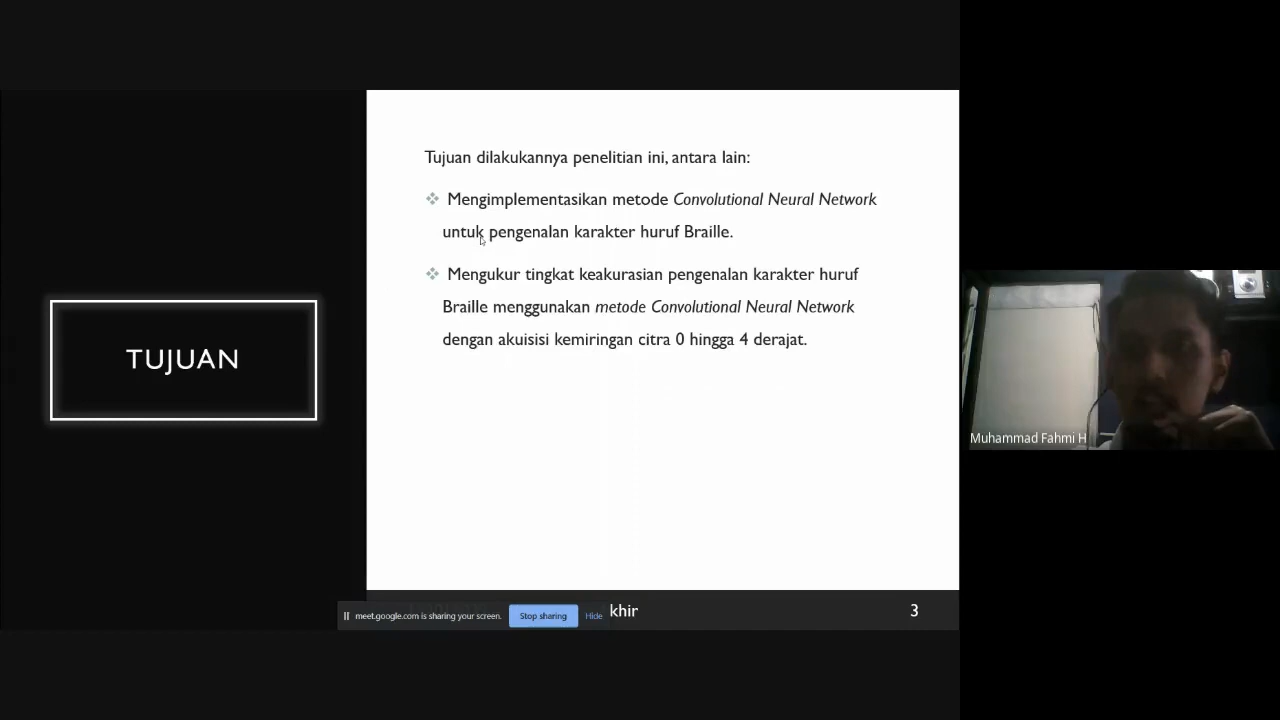 TUJUAN
Tujuan dilakukannya penelitian ini, antara lain:
Mengimplementasikan metode Convolutional Neural Network
untuk pengenalan karakter huruf Braille.
Mengukur tingkat keakurasian pengenalan karakter huruf
Braille menggunakan metode Convolutional Neural Network
dengan akuisisi kemiringan citra 0 hingga 4 derajat.
meet.google.com is sharing your screen. Stop sharing Hide
khir
3
Muhammad Fahmi H